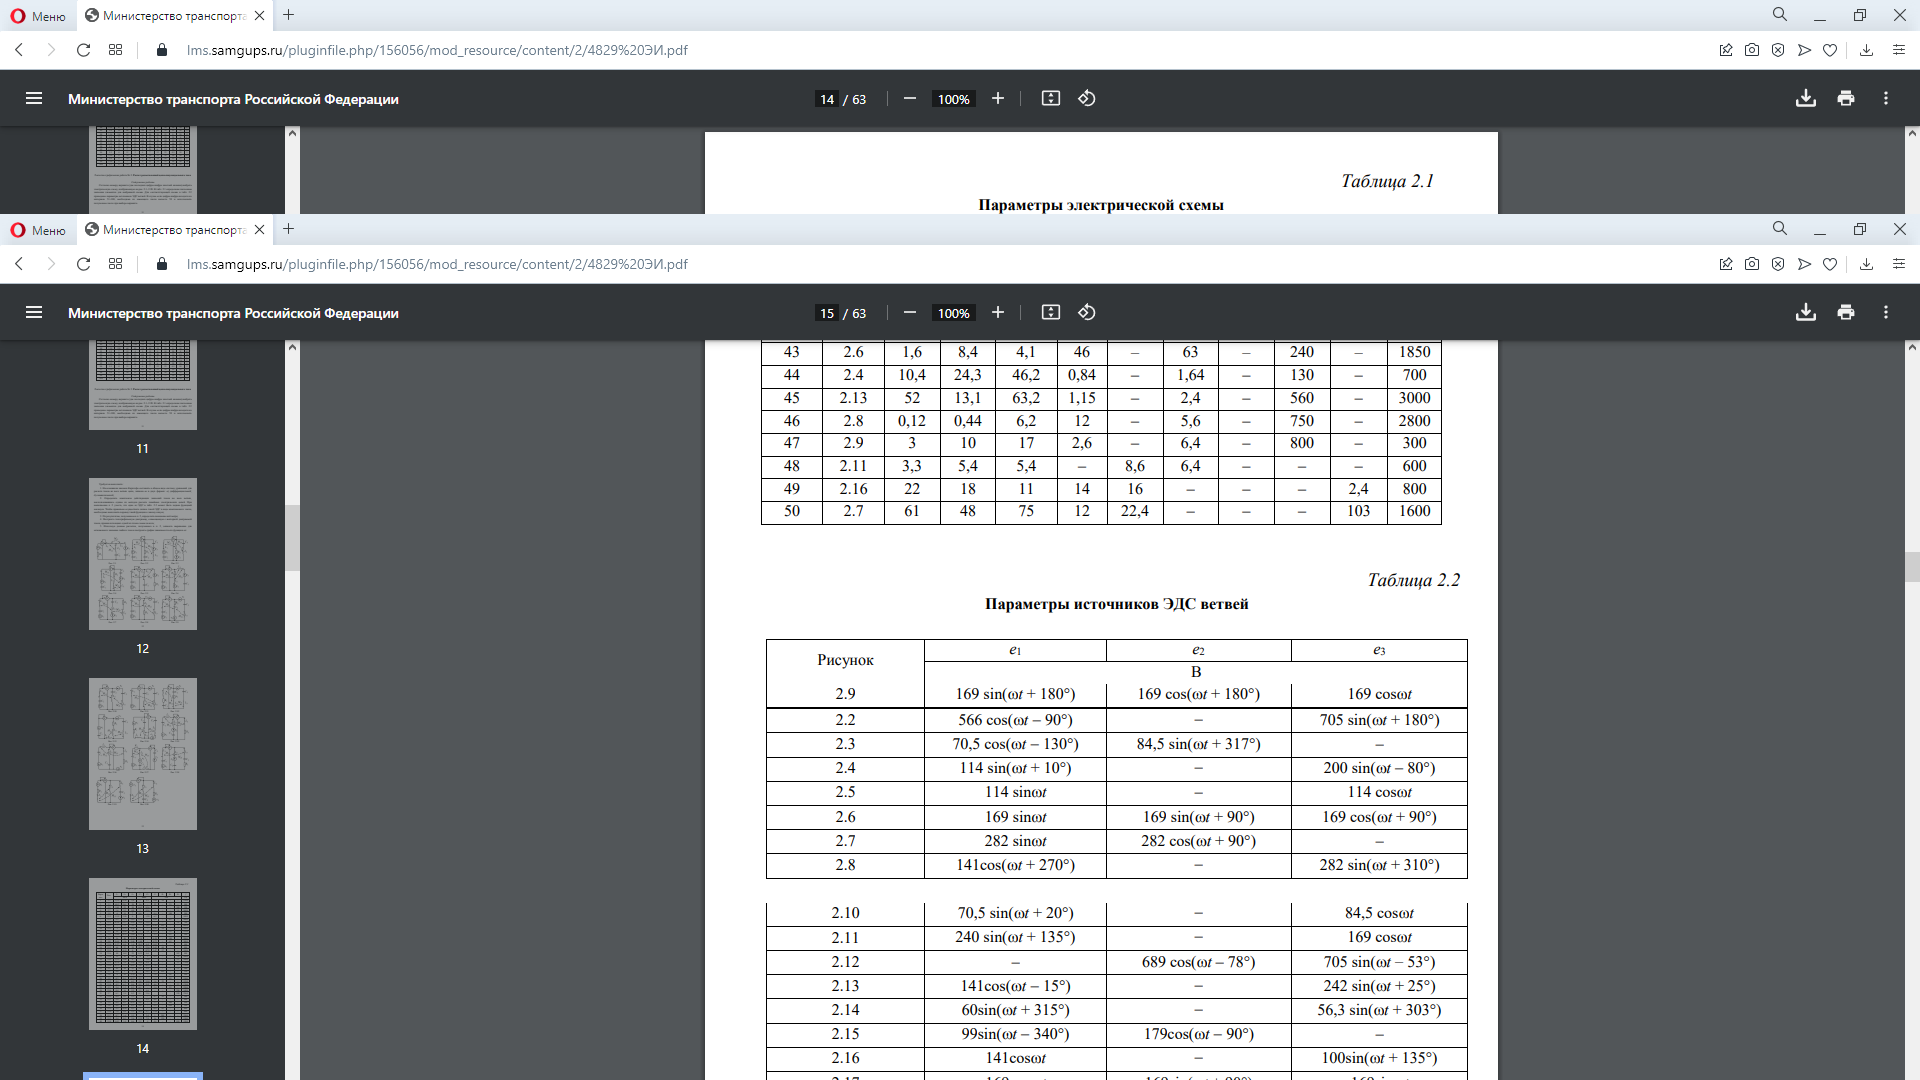 Меню Министерство транспорта
lms.samgups.ru/pluginfile.php/156056/mod_resource/content/2/4829%20ЭИ.pdf
Министерство транспорта Российской Федерации 14 / 63 100%
Таблица 2.1
Параметры электрической схемы
Меню Министерство транспорта
lms.samgups.ru/pluginfile.php/156056/mod_resource/content/2/4829%20ЭИ.pdf
Министерство транспорта Российской Федерации 15 / 63 100%
11
12
13
14
43 2.6 1,6 8,4 4,1 46 – 63 – 240 – 1850
44 2.4 10,4 24,3 46,2 0,84 – 1,64 – 130 – 700
45 2.13 52 13,1 63,2 1,15 – 2,4 – 560 – 3000
46 2.8 0,12 0,44 6,2 12 – 5,6 – 750 – 2800
47 2.9 3 10 17 2,6 – 6,4 – 800 – 300
48 2.11 3,3 5,4 5,4 – 8,6 6,4 – – – 600
49 2.16 22 18 11 14 16 – – – 2,4 800
50 2.7 61 48 75 12 22,4 – – – 103 1600
Таблица 2.2
Параметры источников ЭДС ветвей
Рисунок e1 e2 e3
В
2.9 169 sin(ωt + 180°) 169 cos(ωt + 180°) 169 cosωt
2.2 566 cos(ωt – 90°) – 705 sin(ωt + 180°)
2.3 70,5 cos(ωt – 130°) 84,5 sin(ωt + 317°) –
2.4 114 sin(ωt + 10°) – 200 sin(ωt – 80°)
2.5 114 sinωt – 114 cosωt
2.6 169 sinωt 169 sin(ωt + 90°) 169 cos(ωt + 90°)
2.7 282 sinωt 282 cos(ωt + 90°) –
2.8 141cos(ωt + 270°) – 282 sin(ωt + 310°)
2.10 70,5 sin(ωt + 20°) – 84,5 cosωt
2.11 240 sin(ωt + 135°) – 169 cosωt
2.12 – 689 cos(ωt – 78°) 705 sin(ωt – 53°)
2.13 141cos(ωt – 15°) – 242 sin(ωt + 25°)
2.14 60sin(ωt + 315°) – 56,3 sin(ωt + 303°)
2.15 99sin(ωt – 340°) 179cos(ωt – 90°) –
2.16 141cosωt – 100sin(ωt + 135°)